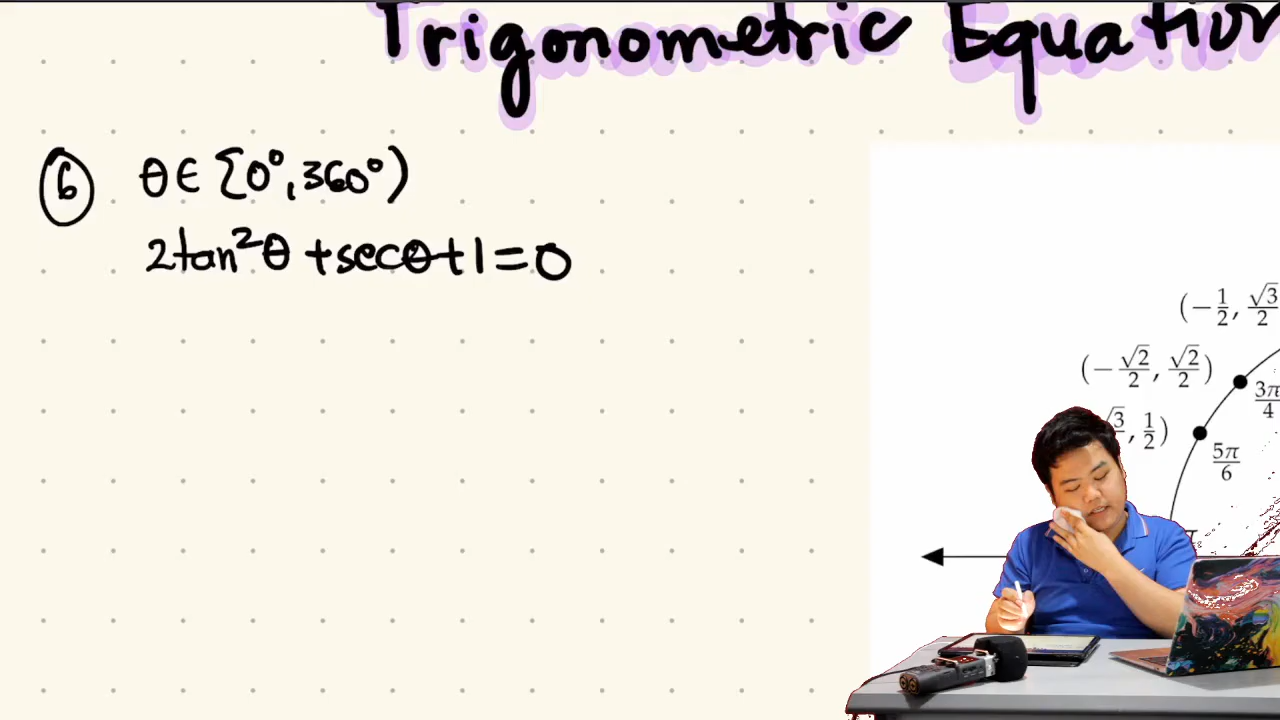 Trigonometric Equation
⑥ θ ∈ [0°, 360°)
2tan²θ + secθ + 1 = 0
(-1/2, √3/2
(-√2/2, √2/2)
3π/4
√3/2, 1/2)
5π/6
π